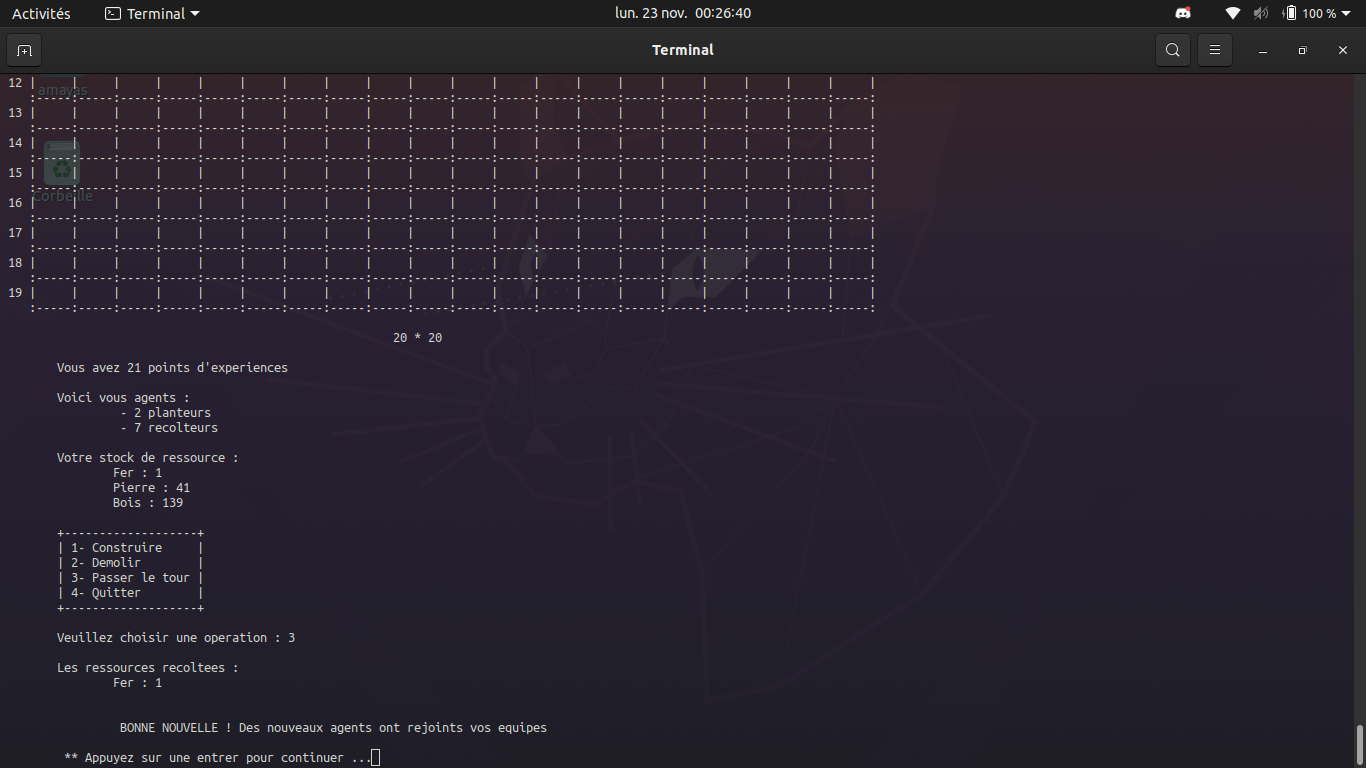 Activités Terminal lun. 23 nov. 00:26:40 100 %
Terminal
12 | | | | | | | | | | | | | | | | | | | | |
amayas
:-----:-----:-----:-----:-----:-----:-----:-----:-----:-----:-----:-----:-----:-----:-----:-----:-----:-----:-----:-----:
13 | | | | | | | | | | | | | | | | | | | | |
:-----:-----:-----:-----:-----:-----:-----:-----:-----:-----:-----:-----:-----:-----:-----:-----:-----:-----:-----:-----:
14 | | | | | | | | | | | | | | | | | | | | |
:-----:-----:-----:-----:-----:-----:-----:-----:-----:-----:-----:-----:-----:-----:-----:-----:-----:-----:-----:-----:
15 | | | | | | | | | | | | | | | | | | | | |
:-----:-----:-----:-----:-----:-----:-----:-----:-----:-----:-----:-----:-----:-----:-----:-----:-----:-----:-----:-----:
Corbeille
16 | | | | | | | | | | | | | | | | | | | | |
:-----:-----:-----:-----:-----:-----:-----:-----:-----:-----:-----:-----:-----:-----:-----:-----:-----:-----:-----:-----:
17 | | | | | | | | | | | | | | | | | | | | |
:-----:-----:-----:-----:-----:-----:-----:-----:-----:-----:-----:-----:-----:-----:-----:-----:-----:-----:-----:-----:
18 | | | | | | | | | | | | | | | | | | | | |
:-----:-----:-----:-----:-----:-----:-----:-----:-----:-----:-----:-----:-----:-----:-----:-----:-----:-----:-----:-----:
19 | | | | | | | | | | | | | | | | | | | | |
:-----:-----:-----:-----:-----:-----:-----:-----:-----:-----:-----:-----:-----:-----:-----:-----:-----:-----:-----:-----:
20 * 20
Vous avez 21 points d'experiences
Voici vous agents :
- 2 planteurs
- 7 recolteurs
Votre stock de ressource :
Fer : 1
Pierre : 41
Bois : 139
+-------------------+
| 1- Construire |
| 2- Demolir |
| 3- Passer le tour |
| 4- Quitter |
+-------------------+
Veuillez choisir une operation : 3
Les ressources recoltees :
Fer : 1
BONNE NOUVELLE ! Des nouveaux agents ont rejoints vos equipes
** Appuyez sur une entrer pour continuer ...